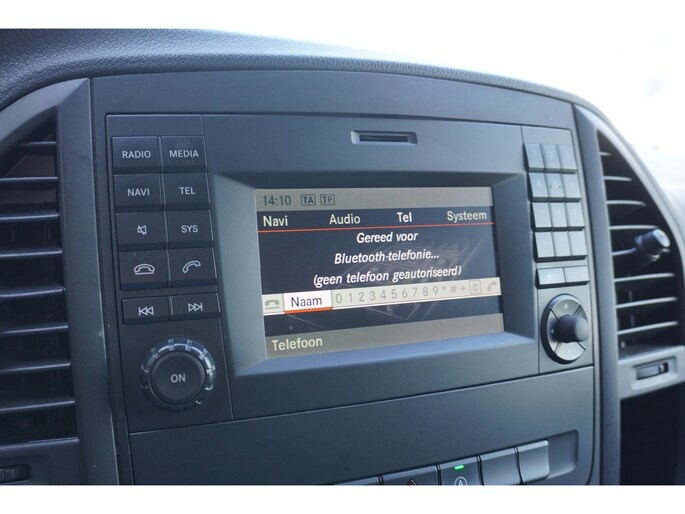 RADIO MEDIA
NAVI TEL
SYS
ON
14:10 TA TP
Navi Audio Tel Systeem
Gereed voor
Bluetooth-telefonie...
(geen telefoon geautoriseerd)
Naam 0 1 2 3 4 5 6 7 8 9 * # + C
Telefoon